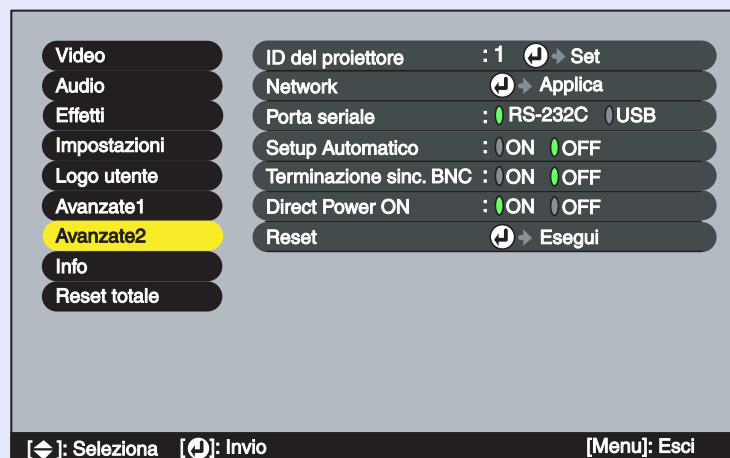 Video
Audio
Effetti
Impostazioni
Logo utente
Avanzate1
Avanzate2
Info
Reset totale
ID del proiettore : 1 Set
Network Applica
Porta seriale : RS-232C USB
Setup Automatico : ON OFF
Terminazione sinc. BNC : ON OFF
Direct Power ON : ON OFF
Reset Esegui
[ ]: Seleziona [ ]: Invio [Menu]: Esci